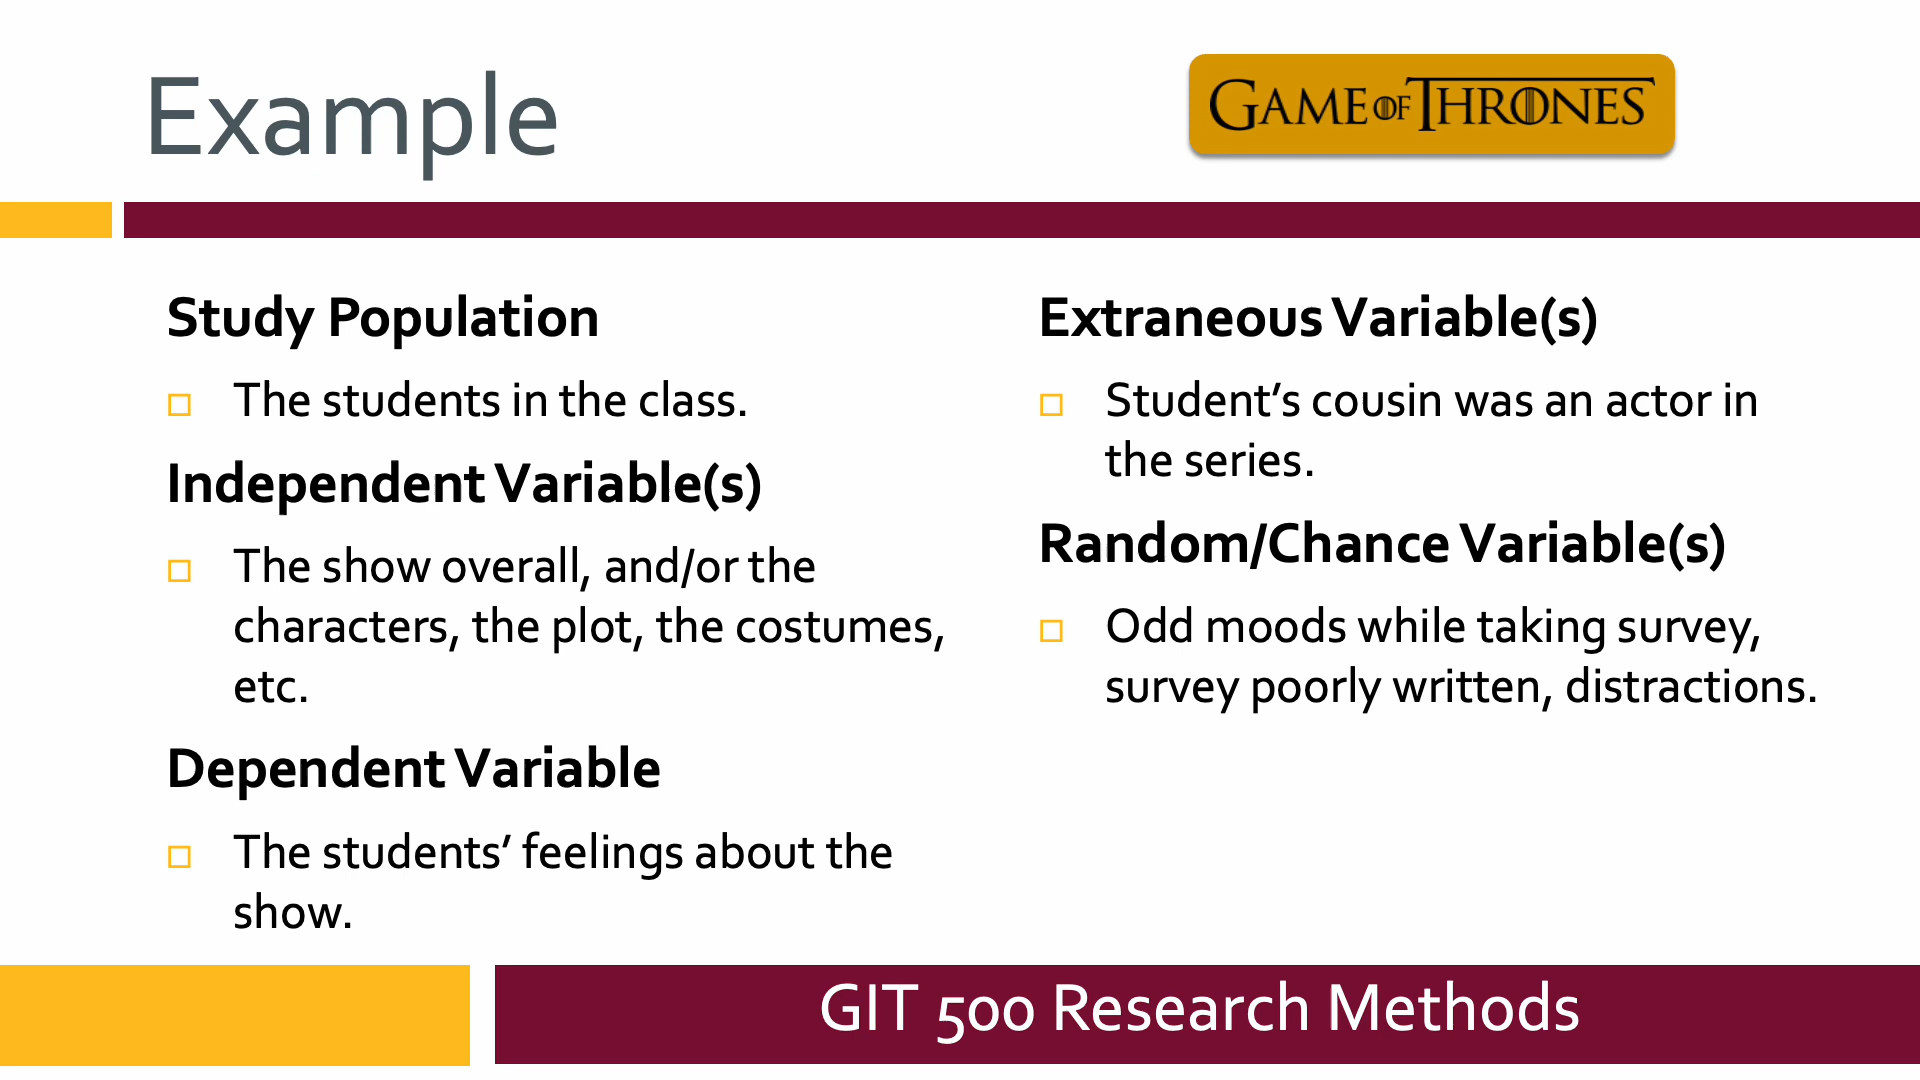 Example
GAME OF THRONES
Study Population
The students in the class.
Independent Variable(s)
The show overall, and/or the
characters, the plot, the costumes,
etc.
Dependent Variable
The students’ feelings about the
show.
Extraneous Variable(s)
Student’s cousin was an actor in
the series.
Random/Chance Variable(s)
Odd moods while taking survey,
survey poorly written, distractions.
GIT 500 Research Methods